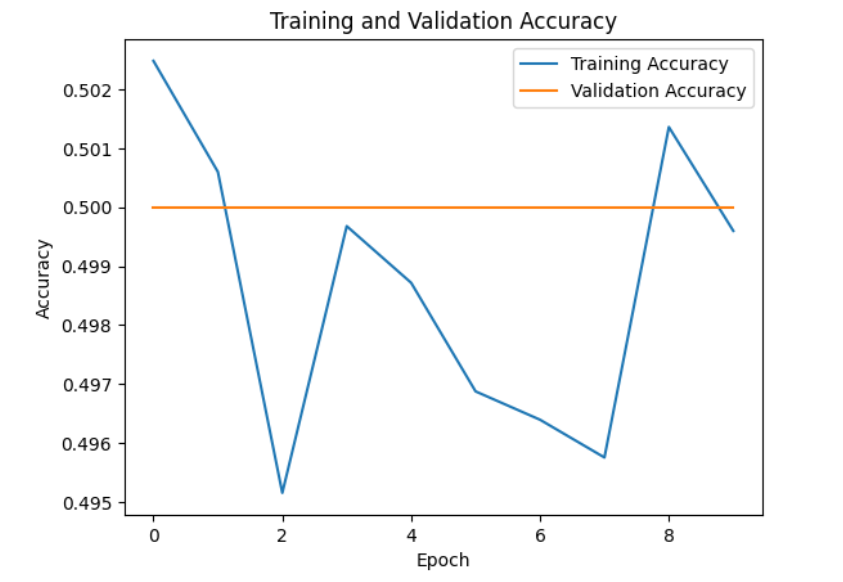 Training and Validation Accuracy
Training Accuracy
Validation Accuracy
0.502
0.501
0.500
0.499
0.498
0.497
0.496
0.495
Accuracy
0 2 4 6 8
Epoch